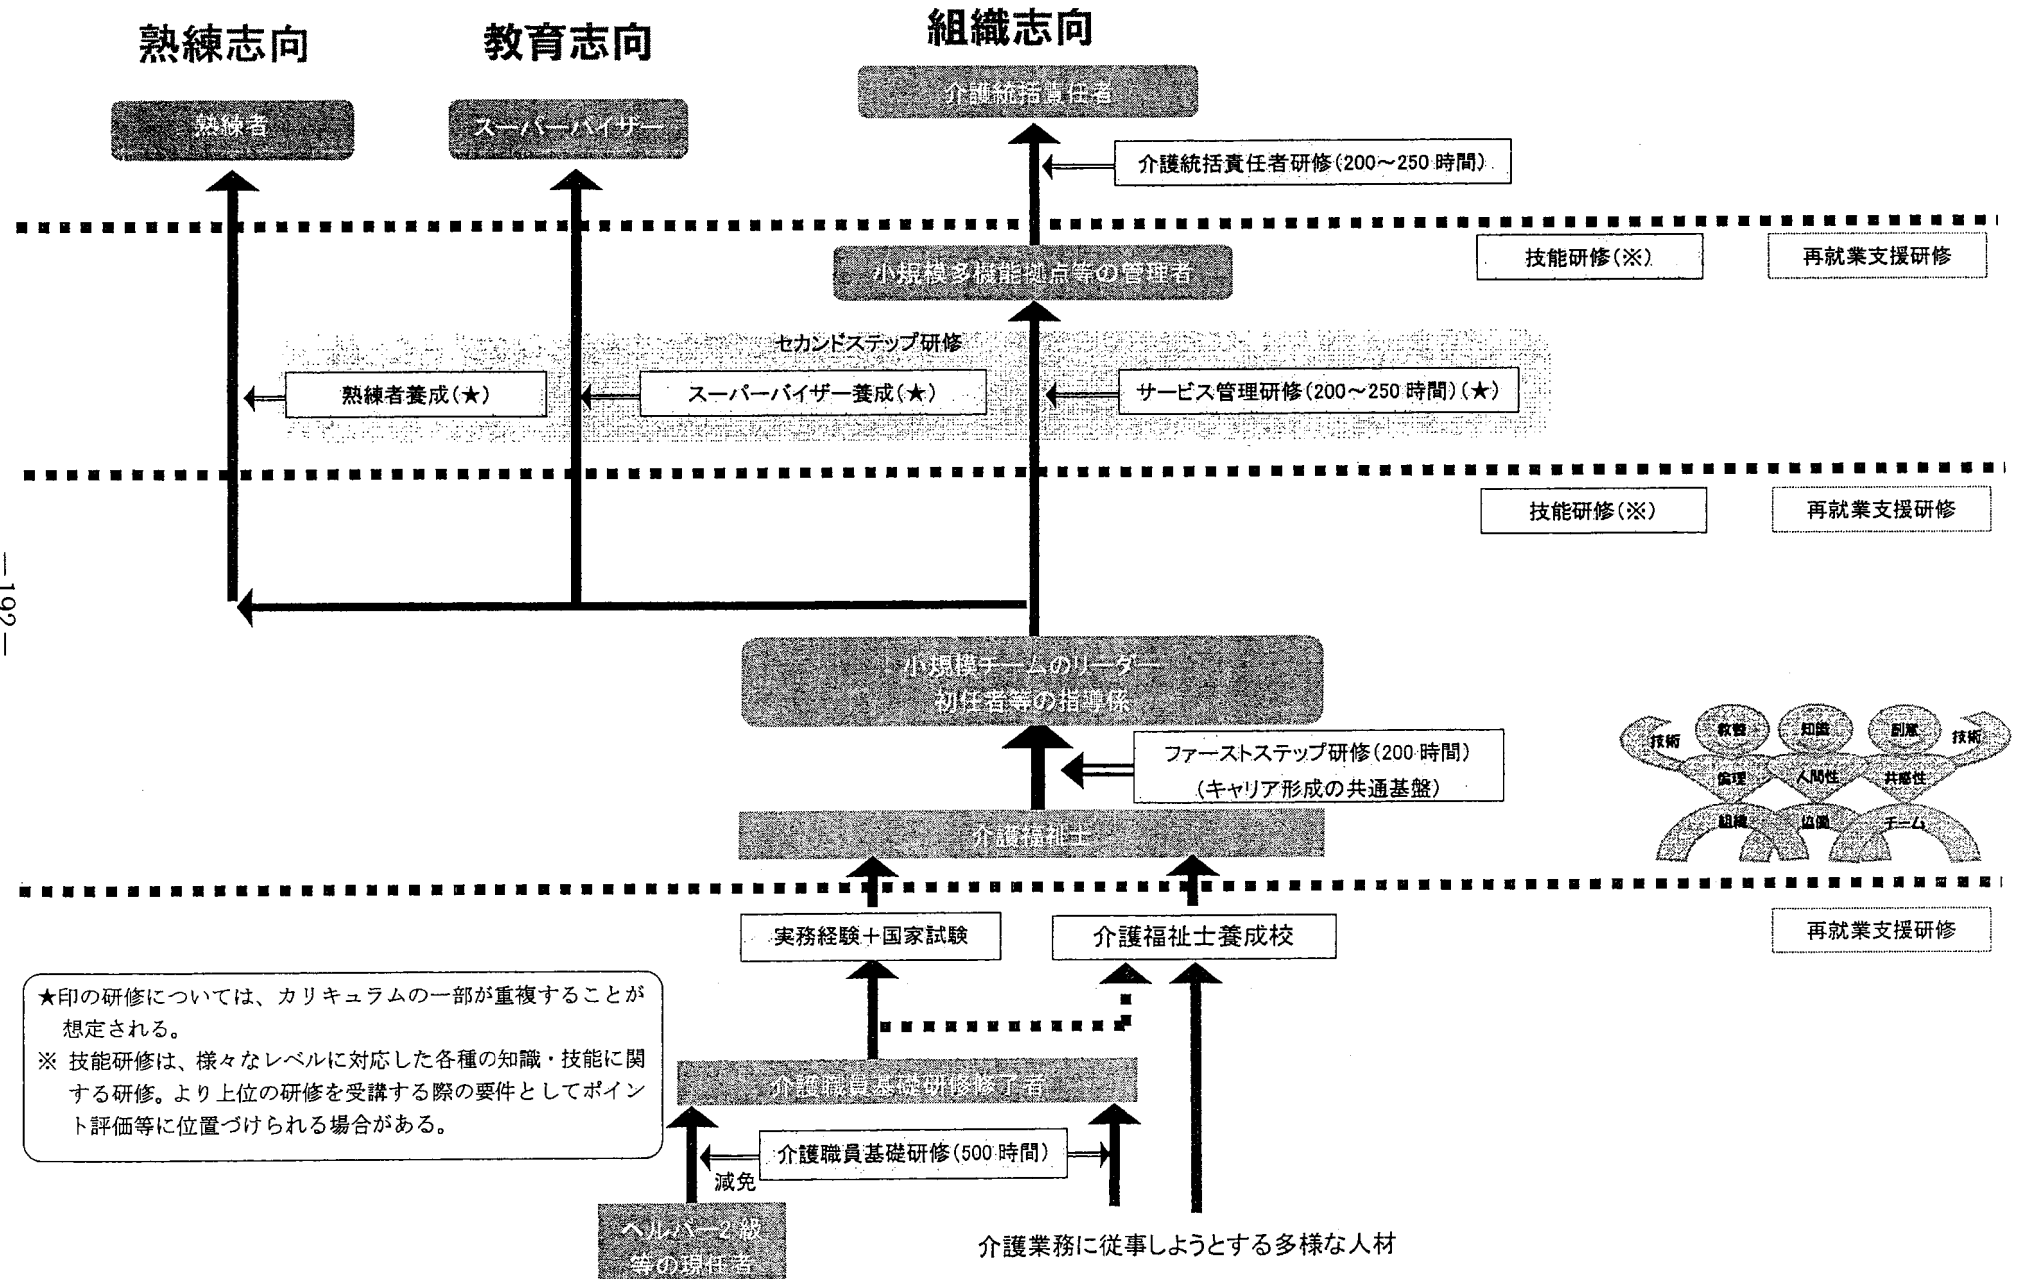 熟練志向
教育志向
組織志向
熟練者
スーパーバイザー
介護統括責任者
介護統括責任者研修(200～250時間)
小規模多機能拠点等の管理者
技能研修(※)
再就業支援研修
セカンドステップ研修
熟練者養成(★)
スーパーバイザー養成(★)
サービス管理研修(200～250時間)(★)
技能研修(※)
再就業支援研修
小規模チームのリーダー
初任者等の指導係
ファーストステップ研修(200時間)
(キャリア形成の共通基盤)
介護福祉士
技術
教養
知識
創意
技術
倫理
人間性
共感性
組織
協働
チーム
実務経験＋国家試験
介護福祉士養成校
再就業支援研修
★印の研修については、カリキュラムの一部が重複することが
想定される。
※ 技能研修は、様々なレベルに対応した各種の知識・技能に関
する研修。より上位の研修を受講する際の要件としてポイン
ト評価等に位置づけられる場合がある。
介護職員基礎研修修了者
介護職員基礎研修(500時間)
減免
ヘルパー2級
等の現任者
介護業務に従事しようとする多様な人材
―192―